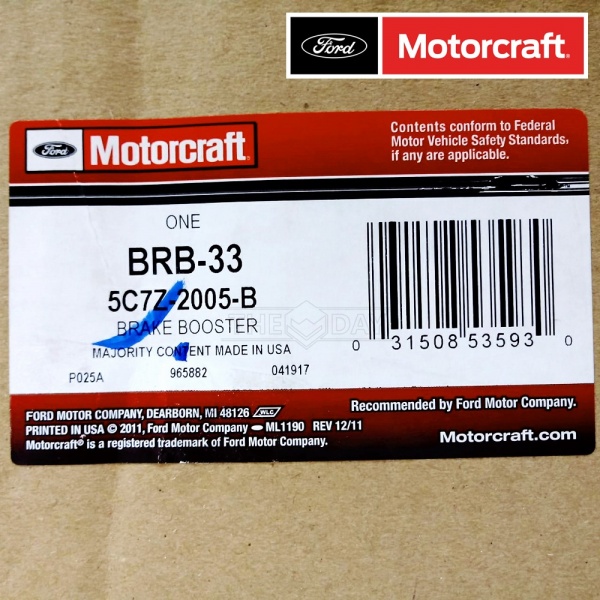 Ford Motorcraft®
Ford Motorcraft®
Contents conform to Federal
Motor Vehicle Safety Standards,
if any are applicable.
ONE
BRB-33
5C7Z-2005-B
BRAKE BOOSTER
MAJORITY CONTENT MADE IN USA
P025A 965882 041917
0 31508 53593 0
FORD MOTOR COMPANY, DEARBORN, MI 48126 WLC
PRINTED IN USA © 2011, Ford Motor Company ML1190 REV 12/11
Motorcraft® is a registered trademark of Ford Motor Company.
Recommended by Ford Motor Company.
Motorcraft.com